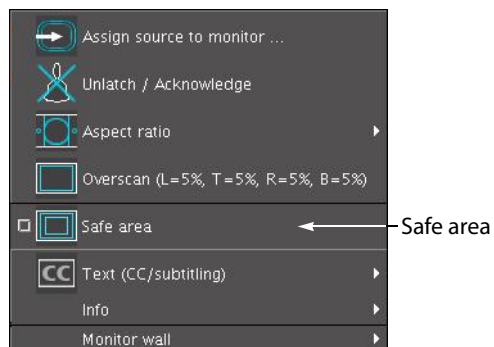 Assign source to monitor ...
Unlatch / Acknowledge
Aspect ratio
Overscan (L=5%, T=5%, R=5%, B=5%)
Safe area
Safe area
CC Text (CC/subtitling)
Info
Monitor wall